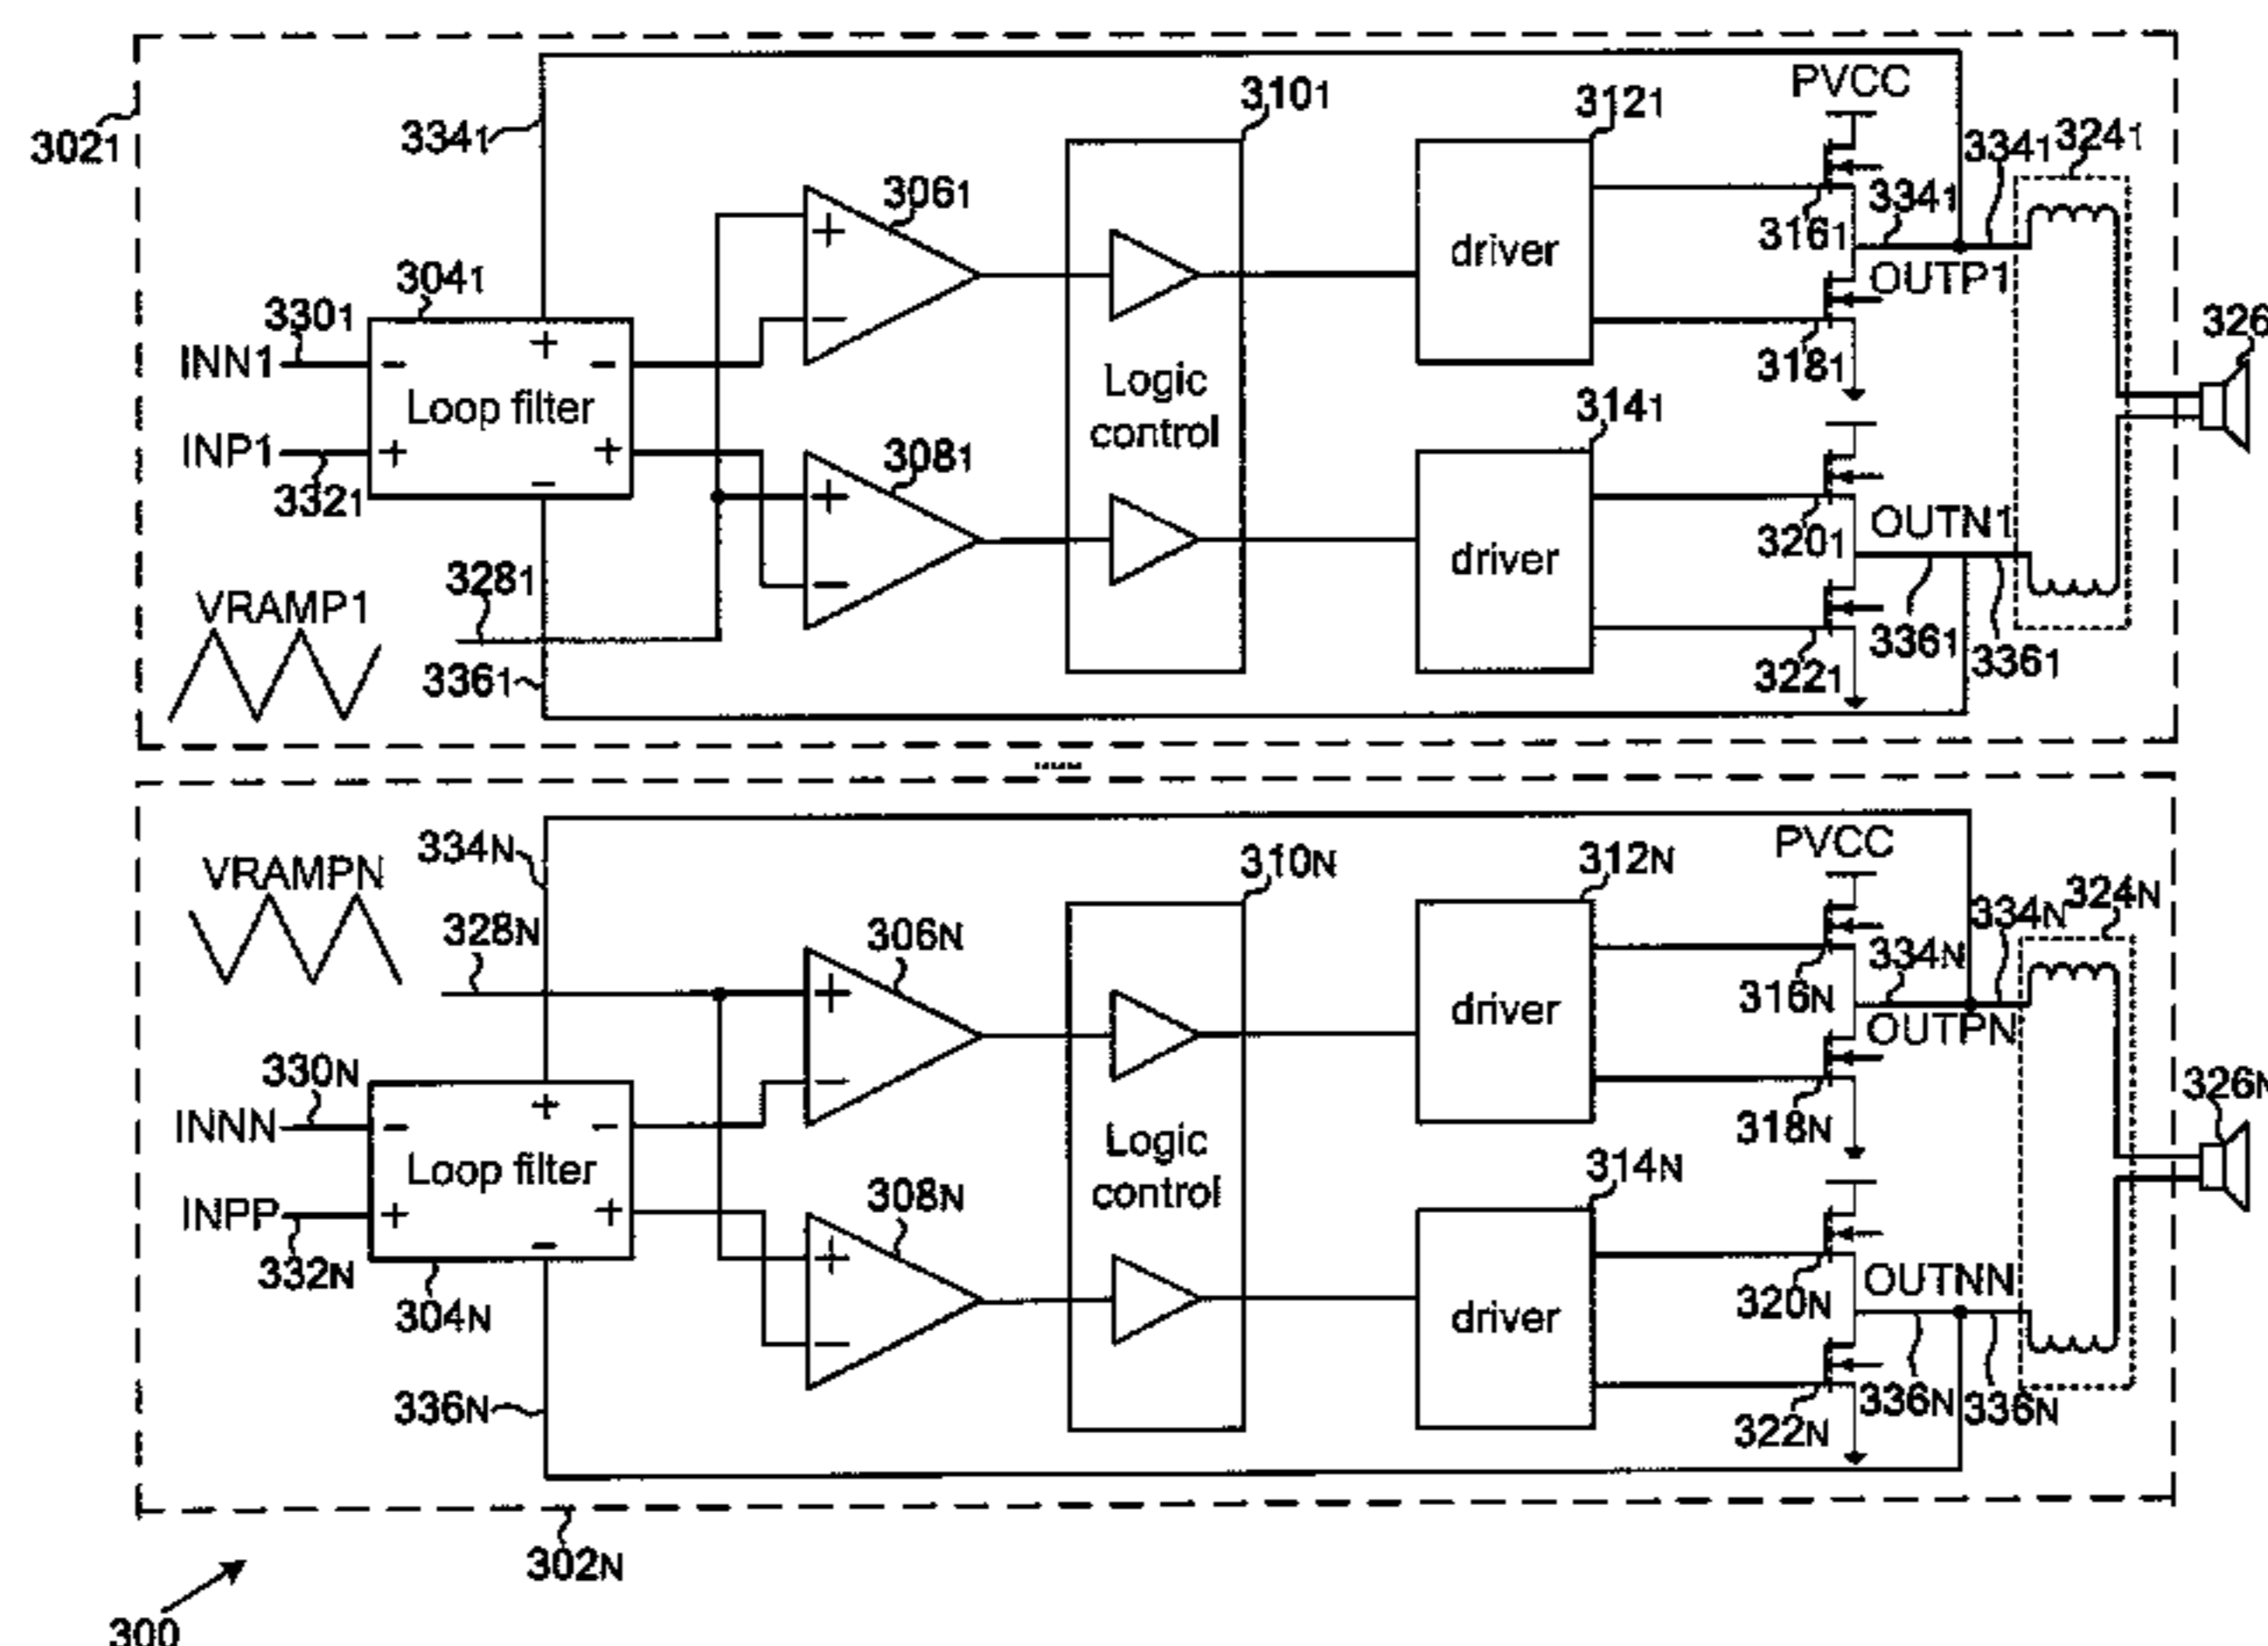 3021
3341
3101
3121
PVCC
3341 3241
3061
3161
3341
driver
OUTP1
3041
3301
INN1
- + -
Loop filter
INP1
+ - +
3321
+
-
3181
326
Logic
control
3141
3081
+
-
3281
VRAMP1
3361
driver
3201
OUTN1
3221
3361
3361
VRAMPN
334N
328N
310N
312N
PVCC
324N
334N
334N
306N
+
-
driver
316N
OUTPN
330N
INNN
- + -
Loop filter
INPP
+ - +
332N
304N
318N
326N
Logic
control
314N
308N
+
-
driver
320N
OUTNN
336N
322N
336N
336N
302N
300